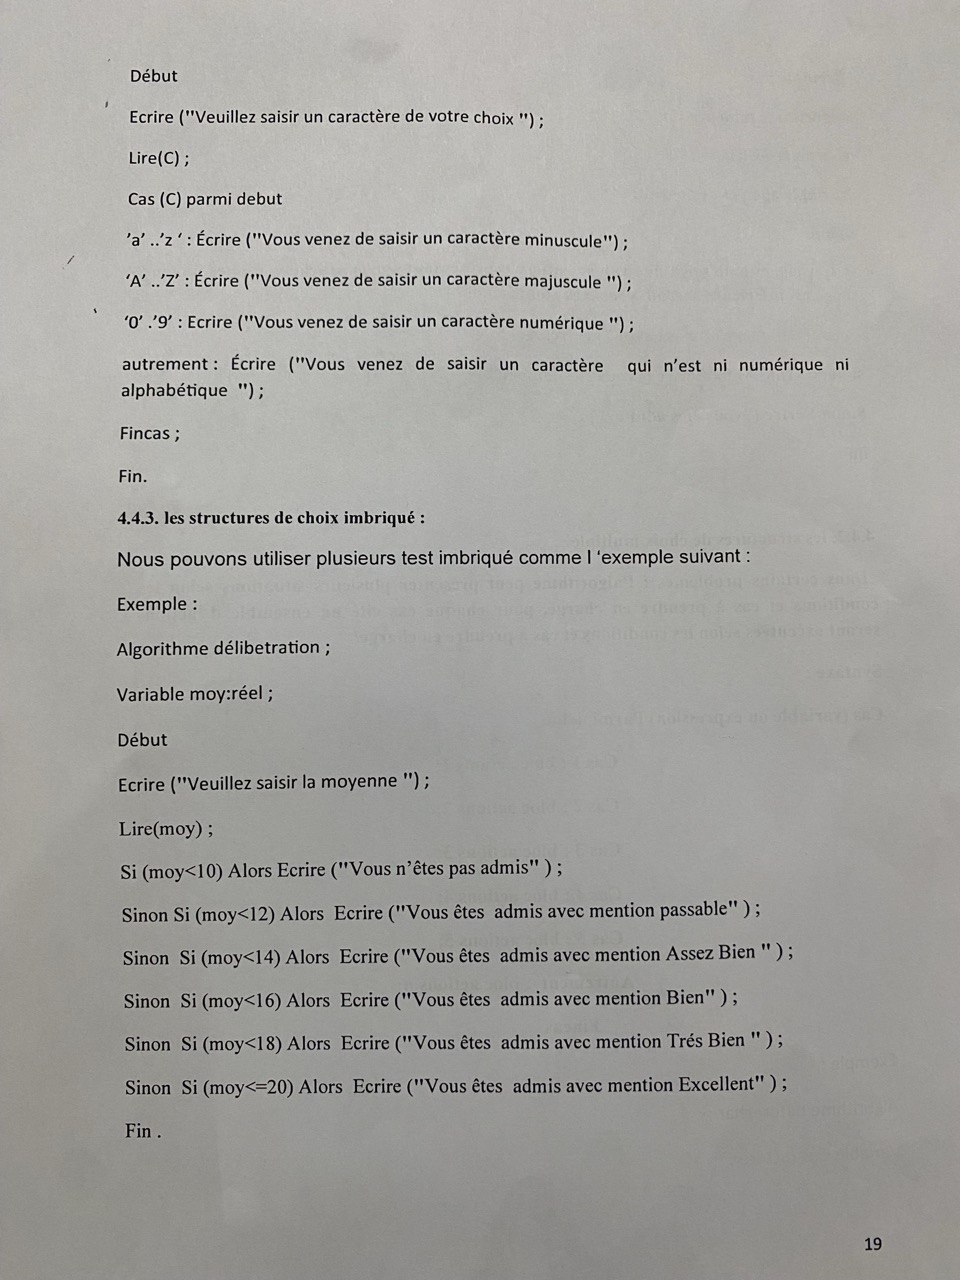 Début
Ecrire ("Veuillez saisir un caractère de votre choix ") ;
Lire(C) ;
Cas (C) parmi debut
’a’ ..’z ‘ : Écrire ("Vous venez de saisir un caractère minuscule") ;
‘A’ ..’Z’ : Écrire ("Vous venez de saisir un caractère majuscule ") ;
‘0’ .’9’ : Ecrire ("Vous venez de saisir un caractère numérique ") ;
autrement : Écrire ("Vous venez de saisir un caractère qui n’est ni numérique ni
alphabétique ") ;
Fincas ;
Fin.
4.4.3. les structures de choix imbriqué :
Nous pouvons utiliser plusieurs test imbriqué comme l ‘exemple suivant :
Exemple :
Algorithme délibetration ;
Variable moy:réel ;
Début
Ecrire ("Veuillez saisir la moyenne ") ;
Lire(moy) ;
Si (moy<10) Alors Ecrire ("Vous n’êtes pas admis" ) ;
Sinon Si (moy<12) Alors Ecrire ("Vous êtes admis avec mention passable" ) ;
Sinon Si (moy<14) Alors Ecrire ("Vous êtes admis avec mention Assez Bien " ) ;
Sinon Si (moy<16) Alors Ecrire ("Vous êtes admis avec mention Bien" ) ;
Sinon Si (moy<18) Alors Ecrire ("Vous êtes admis avec mention Trés Bien " ) ;
Sinon Si (moy<=20) Alors Ecrire ("Vous êtes admis avec mention Excellent" ) ;
Fin .
19